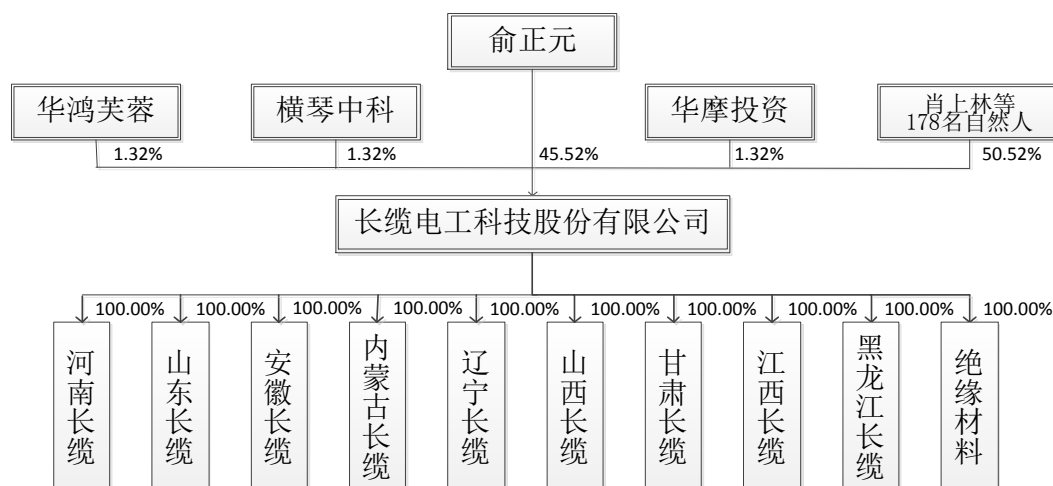 俞正元
华鸿芙蓉
横琴中科
华摩投资
肖上林等
178名自然人
1.32%
1.32%
45.52%
1.32%
50.52%
长缆电工科技股份有限公司
100.00%
100.00%
100.00%
100.00%
100.00%
100.00%
100.00%
100.00%
100.00%
100.00%
河南长缆
山东长缆
安徽长缆
内蒙古长缆
辽宁长缆
山西长缆
甘肃长缆
江西长缆
黑龙江长缆
绝缘材料